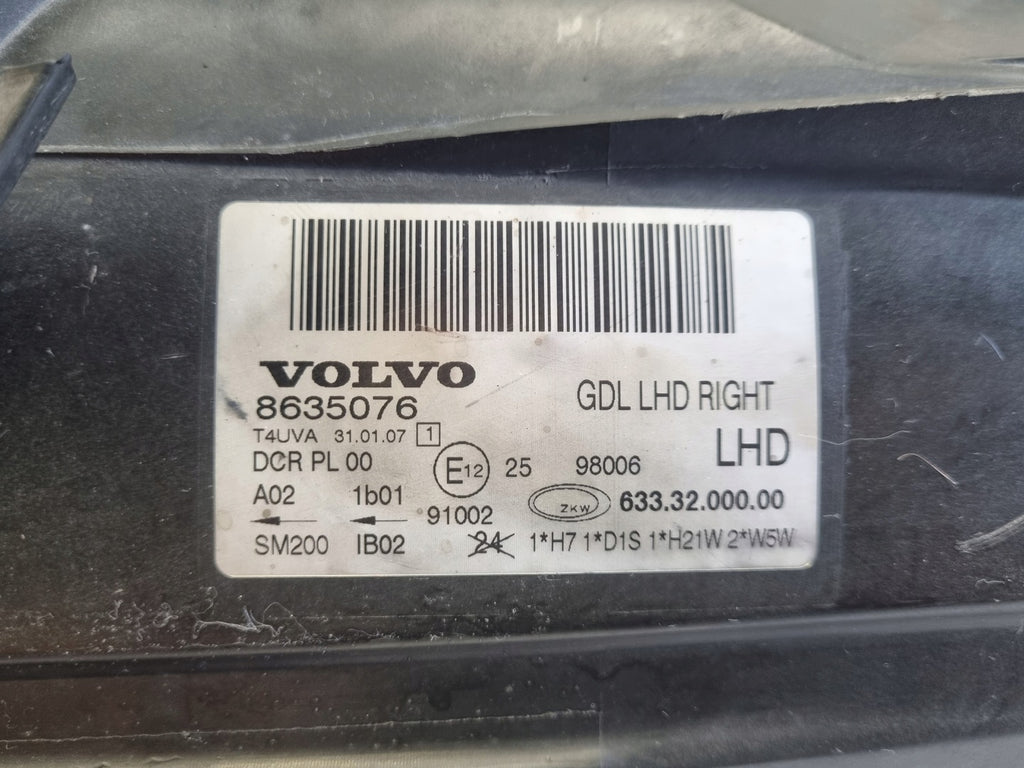 VOLVO
8635076
GDL LHD RIGHT
T4UVA 31.01.07 1
LHD
DCR PL 00
E12 25 98006
A02 1b01
91002
ZKW 633.32.000.00
SM200 IB02
24 1*H7 1*D1S 1*H21W 2*W5W